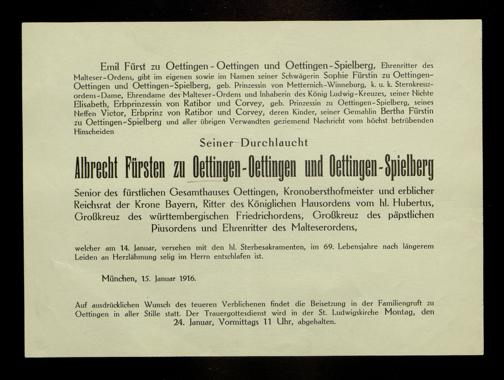 Emil Fürst zu Oettingen-Oettingen und Oettingen-Spielberg, Ehrenritter des
Malteser-Ordens, gibt im eigenen sowie im Namen seiner Schwägerin Sophie Fürstin zu Oettingen-
Oettingen und Oettingen-Spielberg, geb. Prinzessin von Metternich-Winneburg, k. u. k. Sternkreuz-
ordens-Dame, Ehrendame des Malteser-Ordens und Inhaberin des König Ludwig-Kreuzes, seiner Nichte
Elisabeth, Erbprinzessin von Ratibor und Corvey, geb. Prinzessin zu Oettingen-Spielberg, seines
Neffen Victor, Erbprinz von Ratibor und Corvey, deren Kinder, seiner Gemahlin Bertha Fürstin
zu Oettingen-Spielberg und aller übrigen Verwandten geziemend Nachricht vom höchst betrübenden
Hinscheiden
Seiner Durchlaucht
Albrecht Fürsten zu Oettingen-Oettingen und Oettingen-Spielberg
Senior des fürstlichen Gesamthauses Oettingen, Kronobersthofmeister und erblicher
Reichsrat der Krone Bayern, Ritter des Königlichen Hausordens vom hl. Hubertus,
Großkreuz des württembergischen Friedrichordens, Großkreuz des päpstlichen
Piusordens und Ehrenritter des Malteserordens,
welcher am 14. Januar, versehen mit den hl. Sterbesakramenten, im 69. Lebensjahre nach längerem
Leiden an Herzlähmung selig im Herrn entschlafen ist.
München, 15. Januar 1916.
Auf ausdrücklichen Wunsch des teueren Verblichenen findet die Beisetzung in der Familiengruft zu
Oettingen in aller Stille statt. Der Trauergottesdienst wird in der St. Ludwigskirche Montag, den
24. Januar, Vormittags 11 Uhr, abgehalten.